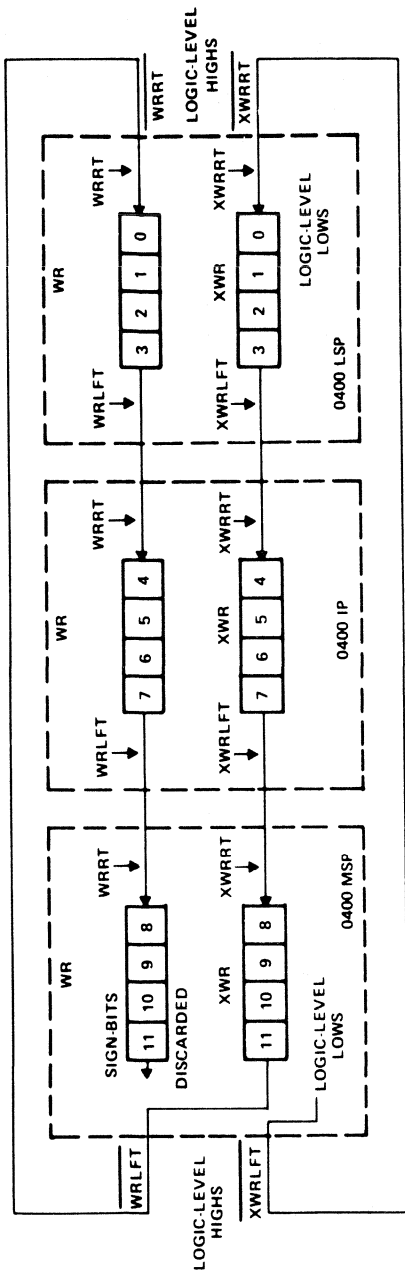 LOGIC-LEVEL
HIGHS
WRLFT
XWRLFT
WR
SIGN-BITS
DISCARDED
11 10 9 8
WRRT
XWR
11 10 9 8
XWRRT
LOGIC-LEVEL
LOWS
0400 MSP
WR
WRLFT
7 6 5 4
WRRT
XWRLFT
XWR
7 6 5 4
XWRRT
0400 IP
WR
WRLFT
3 2 1 0
WRRT
XWRLFT
XWR
3 2 1 0
XWRRT
LOGIC-LEVEL
LOWS
0400 LSP
WRRT
LOGIC-LEVEL
HIGHS
XWRRT